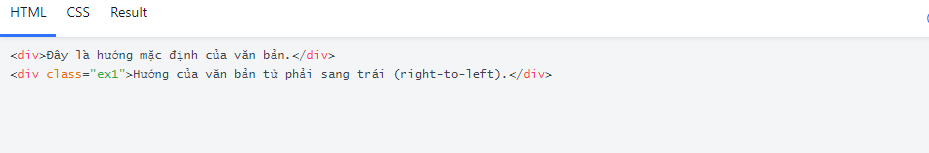 HTML CSS Result
<div>Đây là hướng mặc định của văn bản.</div>
<div class="ex1">Hướng của văn bản từ phải sang trái (right-to-left).</div>